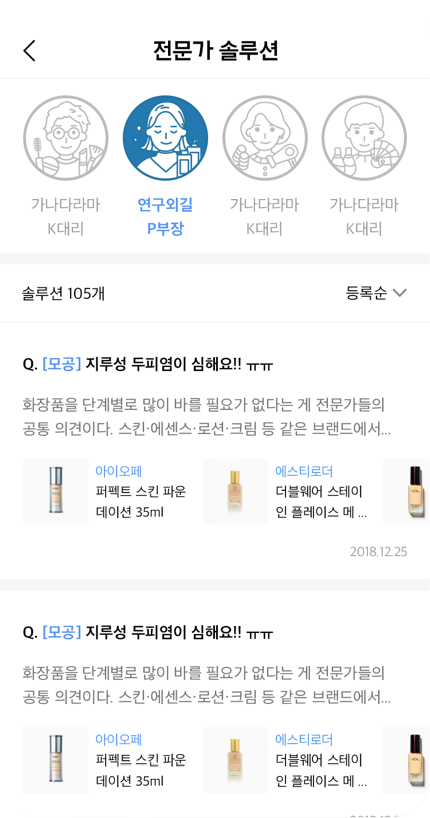 전문가 솔루션
가나다라마
K대리
연구외길
P부장
가나다라마
K대리
가나다라마
K대리
솔루션 105개
등록순
Q. [모공] 지루성 두피염이 심해요!! ㅠㅠ
화장품을 단계별로 많이 바를 필요가 없다는 게 전문가들의
공통 의견이다. 스킨·에센스·로션·크림 등 같은 브랜드에서...
아이오페
퍼펙트 스킨 파운
데이션 35ml
에스티로더
더블웨어 스테이
인 플레이스 메 ...
2018.12.25
Q. [모공] 지루성 두피염이 심해요!! ㅠㅠ
화장품을 단계별로 많이 바를 필요가 없다는 게 전문가들의
공통 의견이다. 스킨·에센스·로션·크림 등 같은 브랜드에서...
아이오페
퍼펙트 스킨 파운
데이션 35ml
에스티로더
더블웨어 스테이
인 플레이스 메 ...